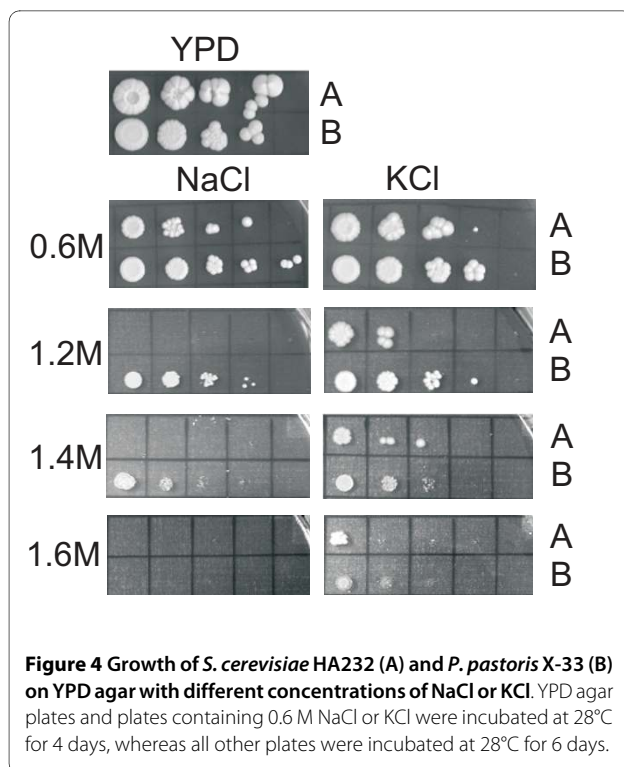 YPD
A
B
NaCl KCl
0.6M
A
B
1.2M
A
B
1.4M
A
B
1.6M
A
B
Figure 4 Growth of S. cerevisiae HA232 (A) and P. pastoris X-33 (B)
on YPD agar with different concentrations of NaCl or KCl. YPD agar
plates and plates containing 0.6 M NaCl or KCl were incubated at 28°C
for 4 days, whereas all other plates were incubated at 28°C for 6 days.